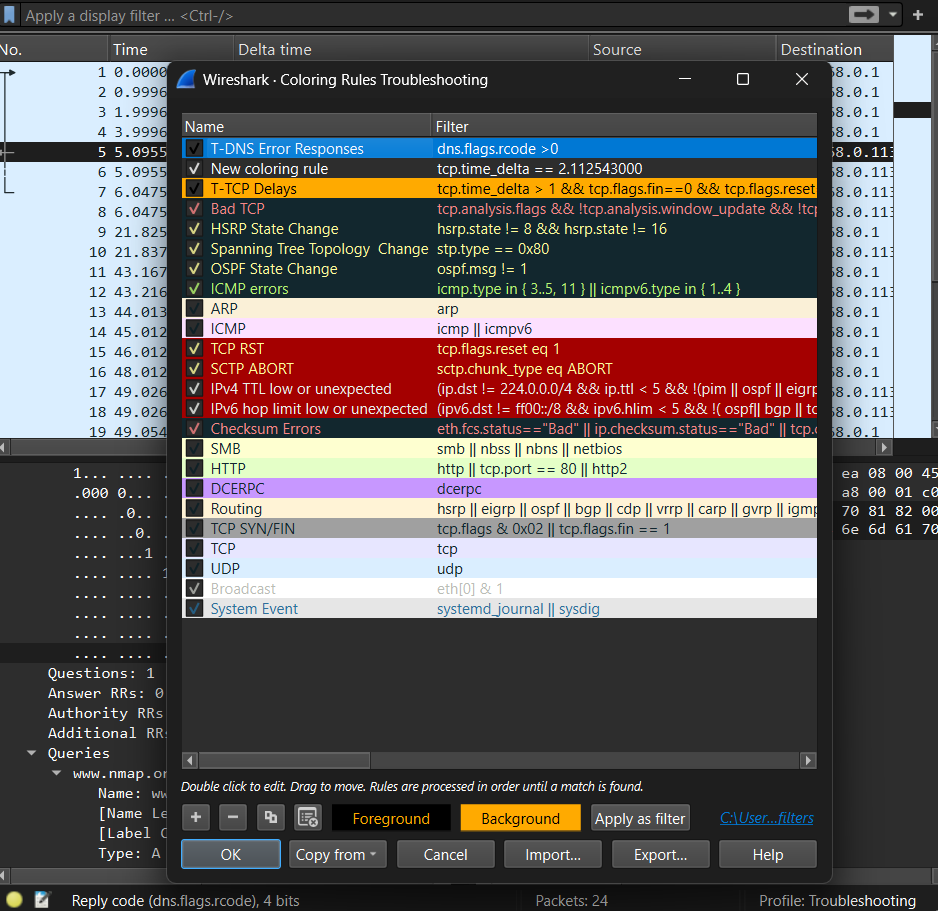 Apply a display filter ... <Ctrl-/>
No. Time Delta time Source Destination
Wireshark · Coloring Rules Troubleshooting
1 0.0000 58.0.1
2 0.9996 58.0.1
3 1.9996 58.0.1
4 3.9996 58.0.1
5 5.0955 58.0.113
6 5.0955 58.0.113
7 6.0475 58.0.113
8 6.0475 58.0.113
9 21.825 58.0.113
10 21.837 58.0.113
11 43.167 58.0.113
12 43.216 58.0.113
13 44.013 58.0.1
14 45.012 58.0.1
15 46.012 58.0.1
16 48.012 58.0.1
17 49.026 58.0.113
18 49.026 58.0.1
19 49.054 58.0.1
Name Filter
T-DNS Error Responses dns.flags.rcode >0
New coloring rule tcp.time_delta == 2.112543000
T-TCP Delays tcp.time_delta > 1 && tcp.flags.fin==0 && tcp.flags.reset
Bad TCP tcp.analysis.flags && !tcp.analysis.window_update && !tcp
HSRP State Change hsrp.state != 8 && hsrp.state != 16
Spanning Tree Topology Change stp.type == 0x80
OSPF State Change ospf.msg != 1
ICMP errors icmp.type in { 3..5, 11 } || icmpv6.type in { 1..4 }
ARP arp
ICMP icmp || icmpv6
TCP RST tcp.flags.reset eq 1
SCTP ABORT sctp.chunk_type eq ABORT
IPv4 TTL low or unexpected (ip.dst != 224.0.0.0/4 && ip.ttl < 5 && !(pim || ospf || eigrp
IPv6 hop limit low or unexpected (ipv6.dst != ff00::/8 && ipv6.hlim < 5 && !( ospf|| bgp || tc
Checksum Errors eth.fcs.status=="Bad" || ip.checksum.status=="Bad" || tcp.c
SMB smb || nbss || nbns || netbios
HTTP http || tcp.port == 80 || http2
DCERPC dcerpc
Routing hsrp || eigrp || ospf || bgp || cdp || vrrp || carp || gvrp || igmp
TCP SYN/FIN tcp.flags & 0x02 || tcp.flags.fin == 1
TCP tcp
UDP udp
Broadcast eth[0] & 1
System Event systemd_journal || sysdig
1... .... .
.000 0... .
.... .0.. .
.... ..0. .
.... ...1 .
.... .... 1
.... .... .
.... .... .
.... .... .
.... .... .
ea 08 00 45
a8 00 01 c0
70 81 82 00
6e 6d 61 70
Questions: 1
Answer RRs: 0
Authority RRs
Additional RRs
Queries
www.nmap.or
Name: ww
[Name Le
[Label C
Type: A
Double click to edit. Drag to move. Rules are processed in order until a match is found.
Foreground Background Apply as filter C:\User...filters
OK Copy from Cancel Import... Export... Help
Reply code (dns.flags.rcode), 4 bits Packets: 24 Profile: Troubleshooting